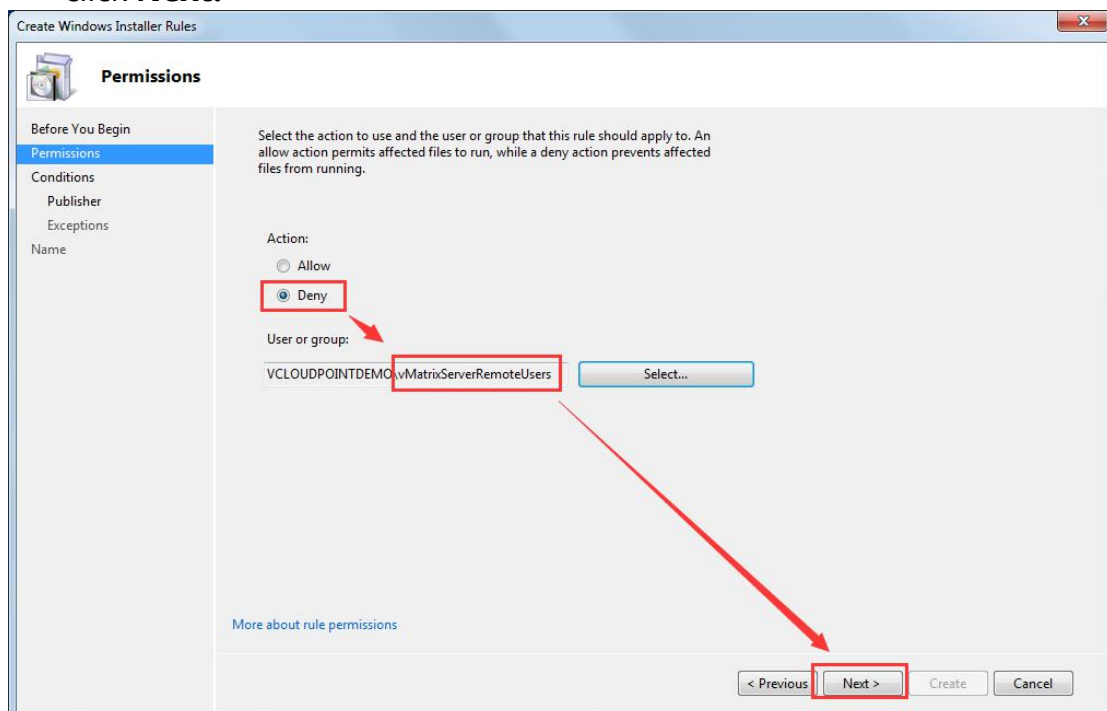 click Next.
Create Windows Installer Rules
Permissions
Before You Begin
Permissions
Conditions
Publisher
Exceptions
Name
Select the action to use and the user or group that this rule should apply to. An
allow action permits affected files to run, while a deny action prevents affected
files from running.
Action:
Allow
Deny
User or group:
VCLOUDPOINTDEMO\vMatrixServerRemoteUsers
Select...
More about rule permissions
< Previous
Next >
Create
Cancel